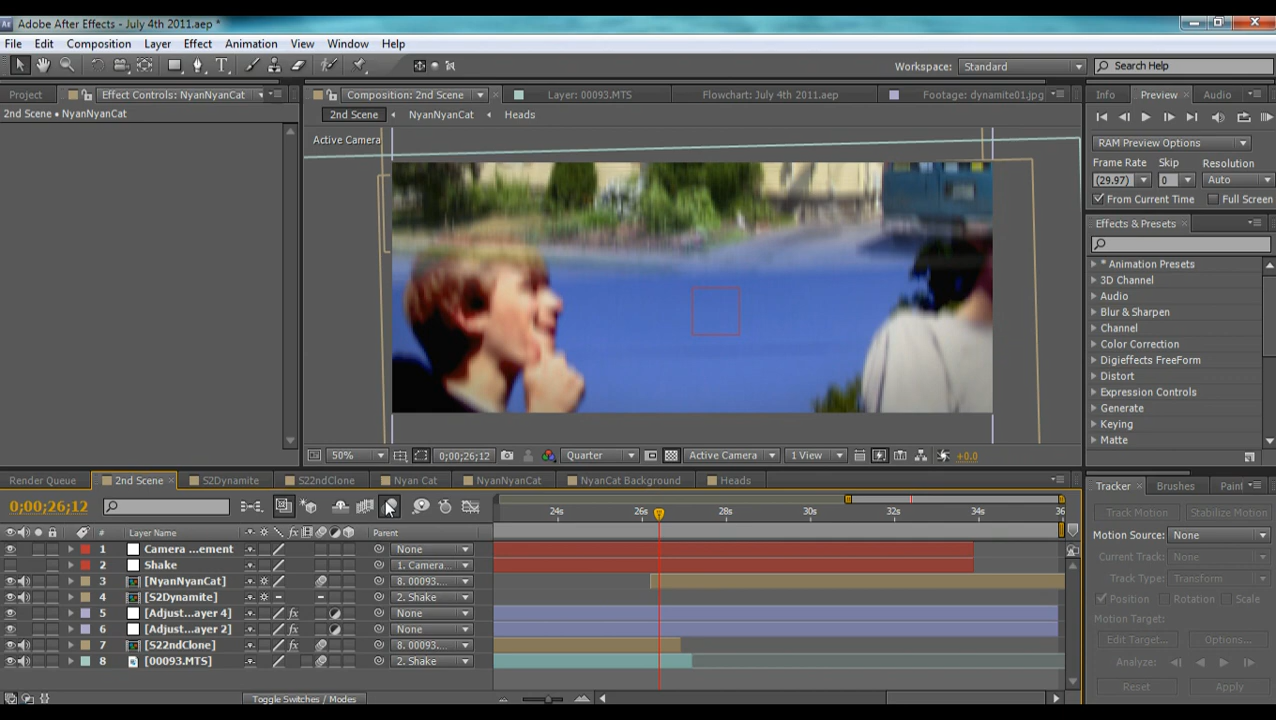 Adobe After Effects - July 4th 2011.aep *
File Edit Composition Layer Effect Animation View Window Help
Workspace: Standard Search Help
Project Effect Controls: NyanNyanCat
2nd Scene • NyanNyanCat
Composition: 2nd Scene Layer: 00093.MTS Flowchart: July 4th 2011.aep Footage: dynamite01.jpg
2nd Scene NyanNyanCat Heads
Active Camera
Info Preview Audio
RAM Preview Options
Frame Rate Skip Resolution
(29.97) 0 Auto
From Current Time Full Screen
Effects & Presets
* Animation Presets
3D Channel
Audio
Blur & Sharpen
Channel
Color Correction
Digieffects FreeForm
Distort
Expression Controls
Generate
Keying
Matte
50% 0;00;26;12 Quarter Active Camera 1 View +0.0
Render Queue 2nd Scene S2Dynamite S22ndClone Nyan Cat NyanNyanCat NyanCat Background Heads
0;00;26;12
24s 26s 28s 30s 32s 34s 36
# Layer Name fx Parent
1 Camera ...ement None
2 Shake 1. Camera...
3 [NyanNyanCat] 8. 00093....
4 [S2Dynamite] 2. Shake
5 [Adjust...ayer 4] fx None
6 [Adjust...ayer 2] fx None
7 [S22ndClone] fx 8. 00093....
8 [00093.MTS] 2. Shake
Toggle Switches / Modes
Tracker Brushes Paint
Track Motion Stabilize Motion
Motion Source: None
Current Track: None
Track Type: Transform
Position Rotation Scale
Motion Target:
Edit Target... Options...
Analyze:
Reset Apply